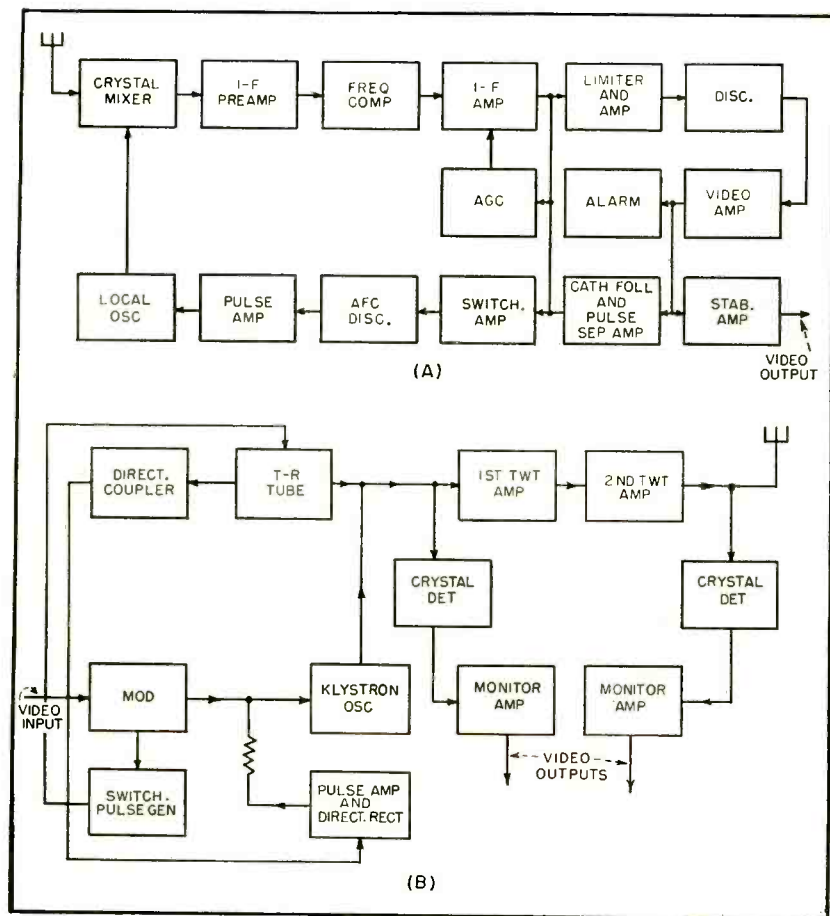 CRYSTAL
MIXER
I-F
PREAMP
FREQ
COMP
I-F
AMP
LIMITER
AND
AMP
DISC.
AGC
ALARM
VIDEO
AMP
LOCAL
OSC
PULSE
AMP
AFC
DISC.
SWITCH.
AMP
CATH FOLL
AND
PULSE
SEP AMP
STAB.
AMP
VIDEO
OUTPUT
(A)
DIRECT.
COUPLER
T-R
TUBE
1ST TWT
AMP
2ND TWT
AMP
CRYSTAL
DET
CRYSTAL
DET
VIDEO
INPUT
MOD
KLYSTRON
OSC
MONITOR
AMP
MONITOR
AMP
SWITCH.
PULSE GEN
PULSE AMP
AND
DIRECT. RECT
VIDEO
OUTPUTS
(B)